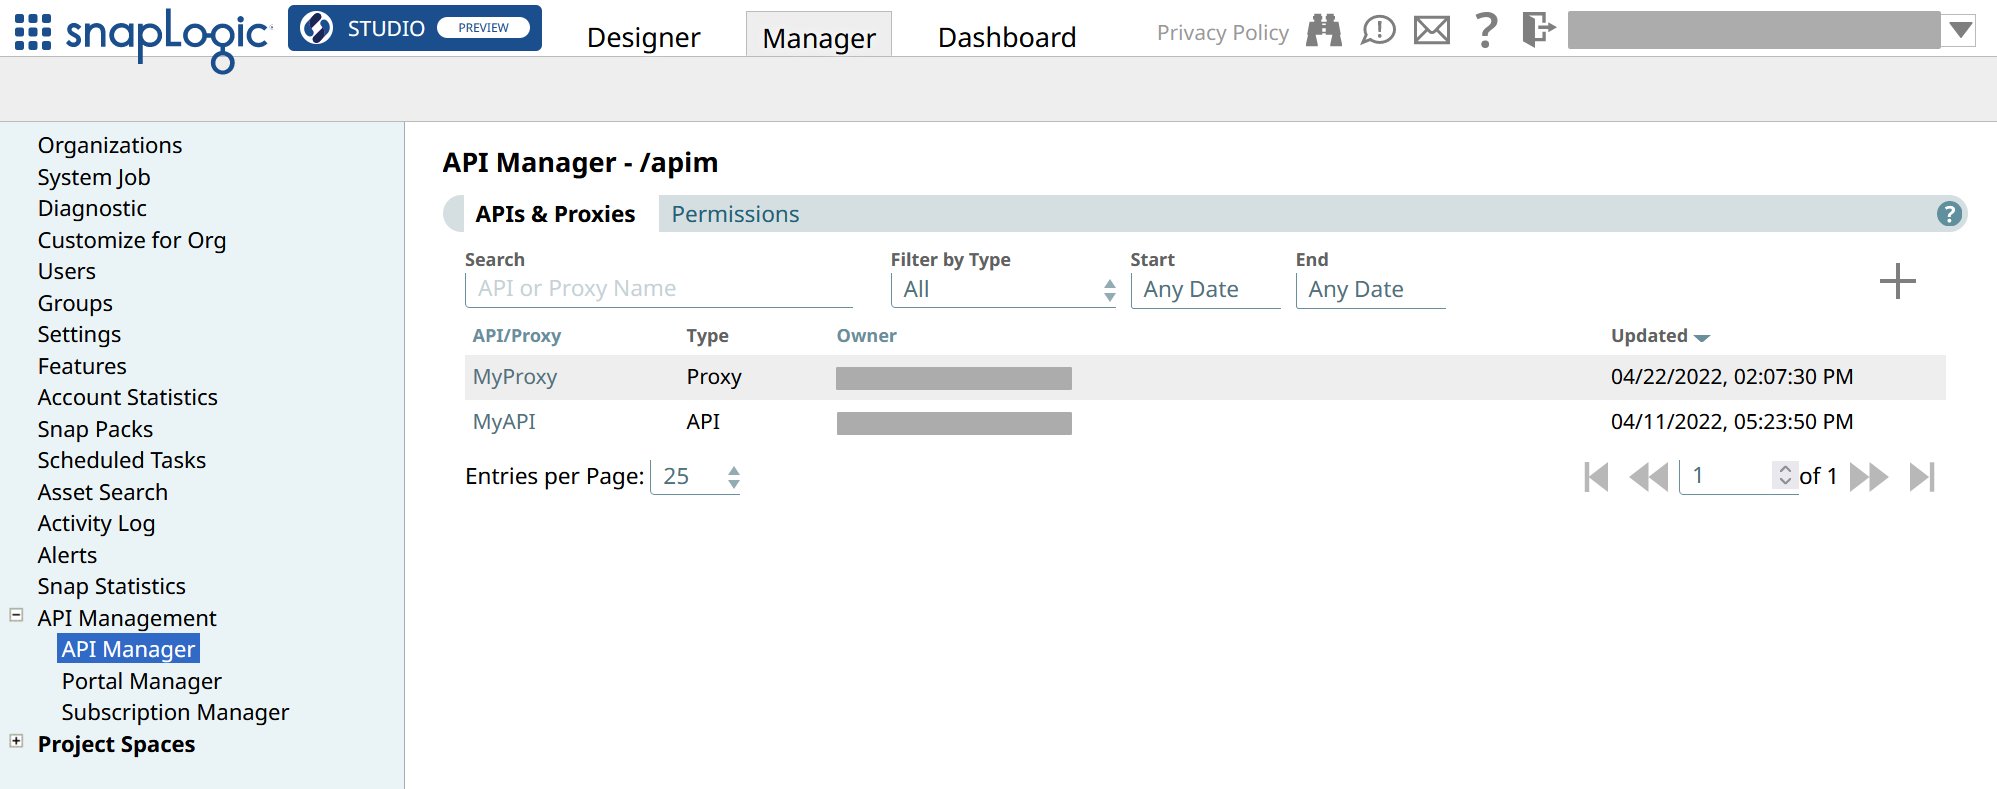 snapLogic STUDIO PREVIEW Designer Manager Dashboard Privacy Policy
Organizations
System Job
Diagnostic
Customize for Org
Users
Groups
Settings
Features
Account Statistics
Snap Packs
Scheduled Tasks
Asset Search
Activity Log
Alerts
Snap Statistics
API Management
API Manager
Portal Manager
Subscription Manager
Project Spaces
API Manager - /apim
APIs & Proxies Permissions ?
Search Filter by Type Start End
API or Proxy Name All Any Date Any Date
API/Proxy Type Owner Updated
MyProxy Proxy 04/22/2022, 02:07:30 PM
MyAPI API 04/11/2022, 05:23:50 PM
Entries per Page: 25 1 of 1